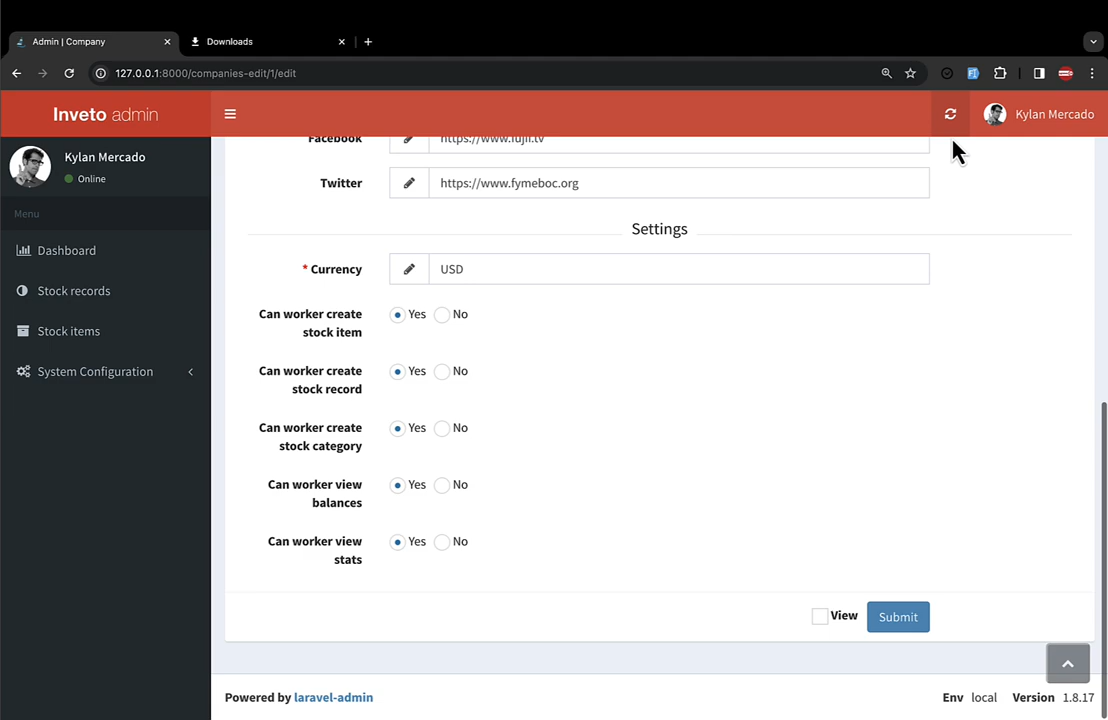 Admin | Company
Downloads
127.0.0.1:8000/companies-edit/1/edit
Inveto admin
Kylan Mercado
Kylan Mercado
Online
Menu
Dashboard
Stock records
Stock items
System Configuration
Facebook
https://www.fujil.tv
Twitter
https://www.fymeboc.org
Settings
* Currency
USD
Can worker create
stock item
Yes No
Can worker create
stock record
Yes No
Can worker create
stock category
Yes No
Can worker view
balances
Yes No
Can worker view
stats
Yes No
View
Submit
Powered by laravel-admin
Env local Version 1.8.17